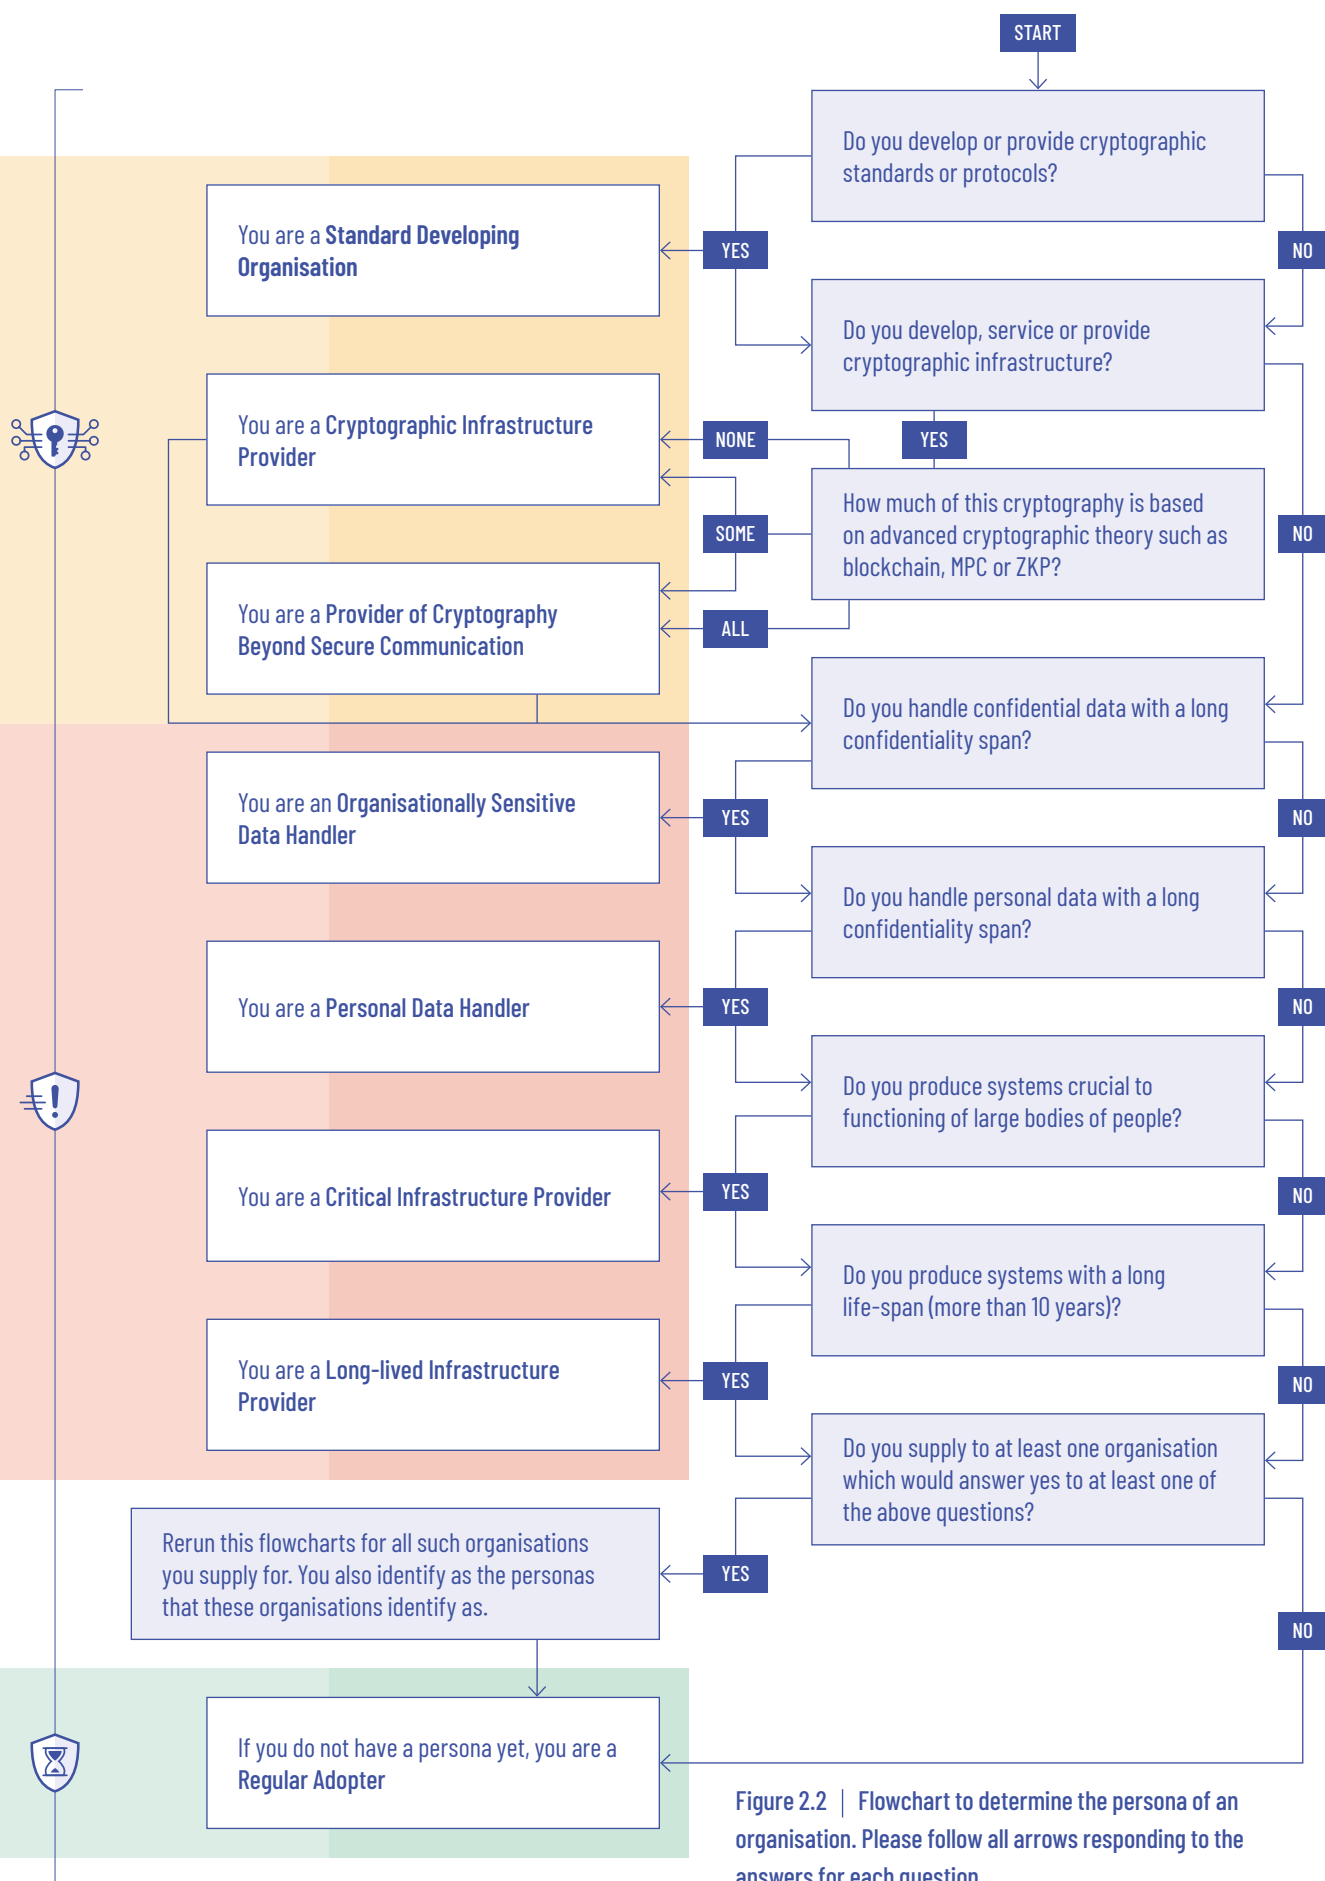 START
Do you develop or provide cryptographic
standards or protocols?
YES
NO
You are a Standard Developing
Organisation
Do you develop, service or provide
cryptographic infrastructure?
NONE
YES
You are a Cryptographic Infrastructure
Provider
How much of this cryptography is based
on advanced cryptographic theory such as
blockchain, MPC or ZKP?
SOME
NO
ALL
You are a Provider of Cryptography
Beyond Secure Communication
Do you handle confidential data with a long
confidentiality span?
YES
NO
You are an Organisationally Sensitive
Data Handler
Do you handle personal data with a long
confidentiality span?
YES
NO
You are a Personal Data Handler
Do you produce systems crucial to
functioning of large bodies of people?
YES
NO
You are a Critical Infrastructure Provider
Do you produce systems with a long
life-span (more than 10 years)?
YES
NO
You are a Long-lived Infrastructure
Provider
Do you supply to at least one organisation
which would answer yes to at least one of
the above questions?
YES
NO
Rerun this flowcharts for all such organisations
you supply for. You also identify as the personas
that these organisations identify as.
If you do not have a persona yet, you are a
Regular Adopter
Figure 2.2 | Flowchart to determine the persona of an
organisation. Please follow all arrows responding to the
answers for each question